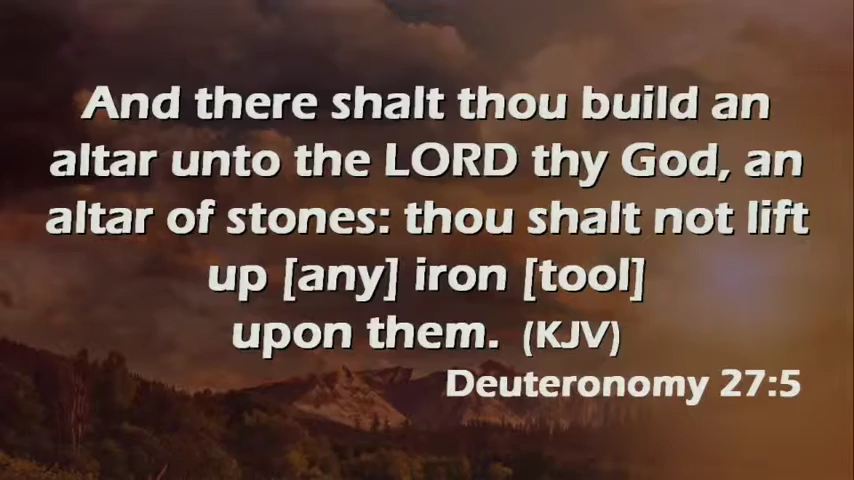 And there shalt thou build an
altar unto the LORD thy God, an
altar of stones: thou shalt not lift
up [any] iron [tool]
upon them. (KJV)
Deuteronomy 27:5